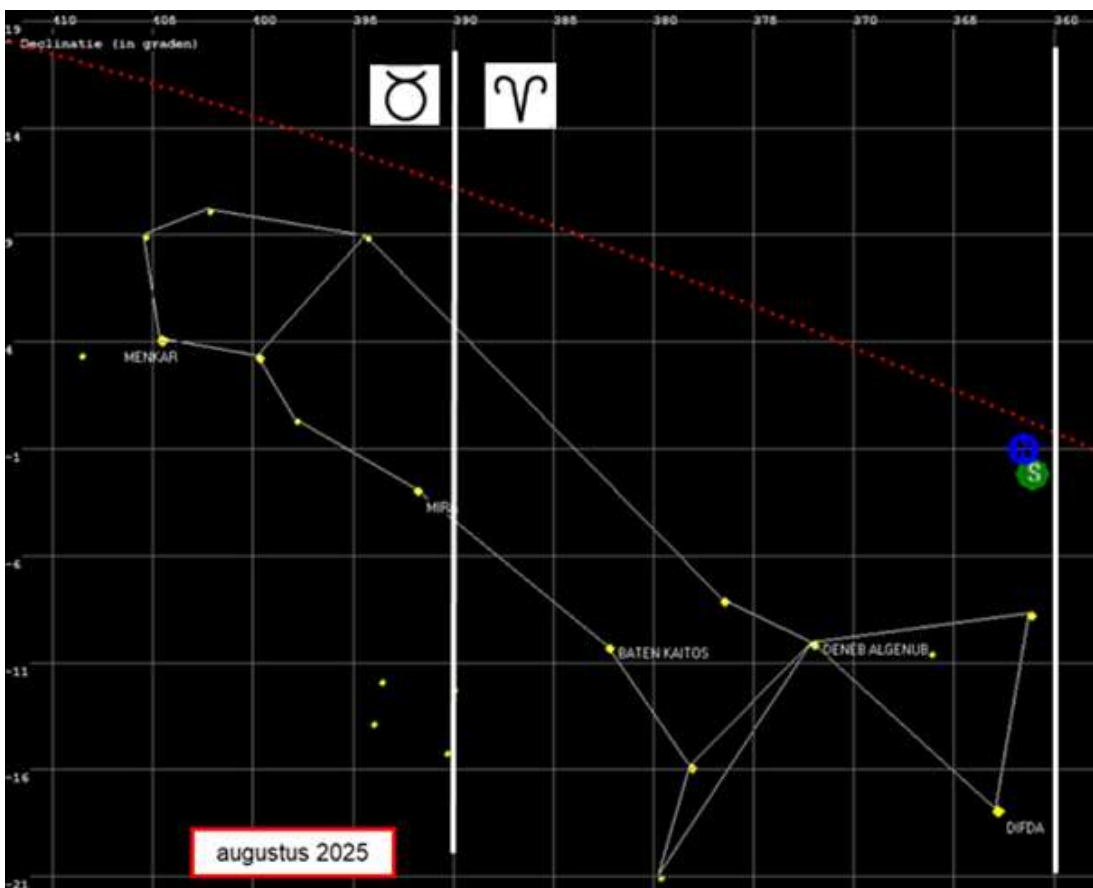 410 405 400 395 390 385 380 375 370 365 360
19
Declinatie (in graden)
♉ ♈
14
9
4
MENKAR
-1
S
MIRA
-6
BATEN KAITOS
DENEB ALGENUB
-11
-16
DIFDA
augustus 2025
-21